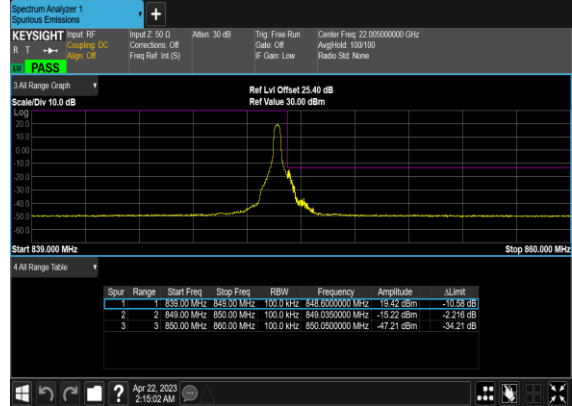 Spectrum Analyzer 1
Spurious Emissions
+
KEYSIGHT Input: RF Input Z: 50 Ω Atten: 30 dB Trig: Free Run Center Freq: 22.005000000 GHz
R T Coupling: DC Corrections: Off Gate: Off Avg|Hold: 100/100
Align: Off Freq Ref: Int (S) IF Gain: Low Radio Std: None
PASS
3 All Range Graph
Ref Lvl Offset 25.40 dB
Scale/Div 10.0 dB Ref Value 30.00 dBm
Log
20.0
10.0
0.00
-10.0
-20.0
-30.0
-40.0
-50.0
-60.0
Start 839.000 MHz Stop 860.000 MHz
4 All Range Table
Spur Range Start Freq Stop Freq RBW Frequency Amplitude ΔLimit
1 1 839.00 MHz 849.00 MHz 100.0 kHz 848.6000000 MHz 19.42 dBm -10.58 dB
2 2 849.00 MHz 850.00 MHz 100.0 kHz 849.0350000 MHz -15.22 dBm -2.216 dB
3 3 850.00 MHz 860.00 MHz 100.0 kHz 850.0500000 MHz -47.21 dBm -34.21 dB
? Apr 22, 2023
2:15:02 AM